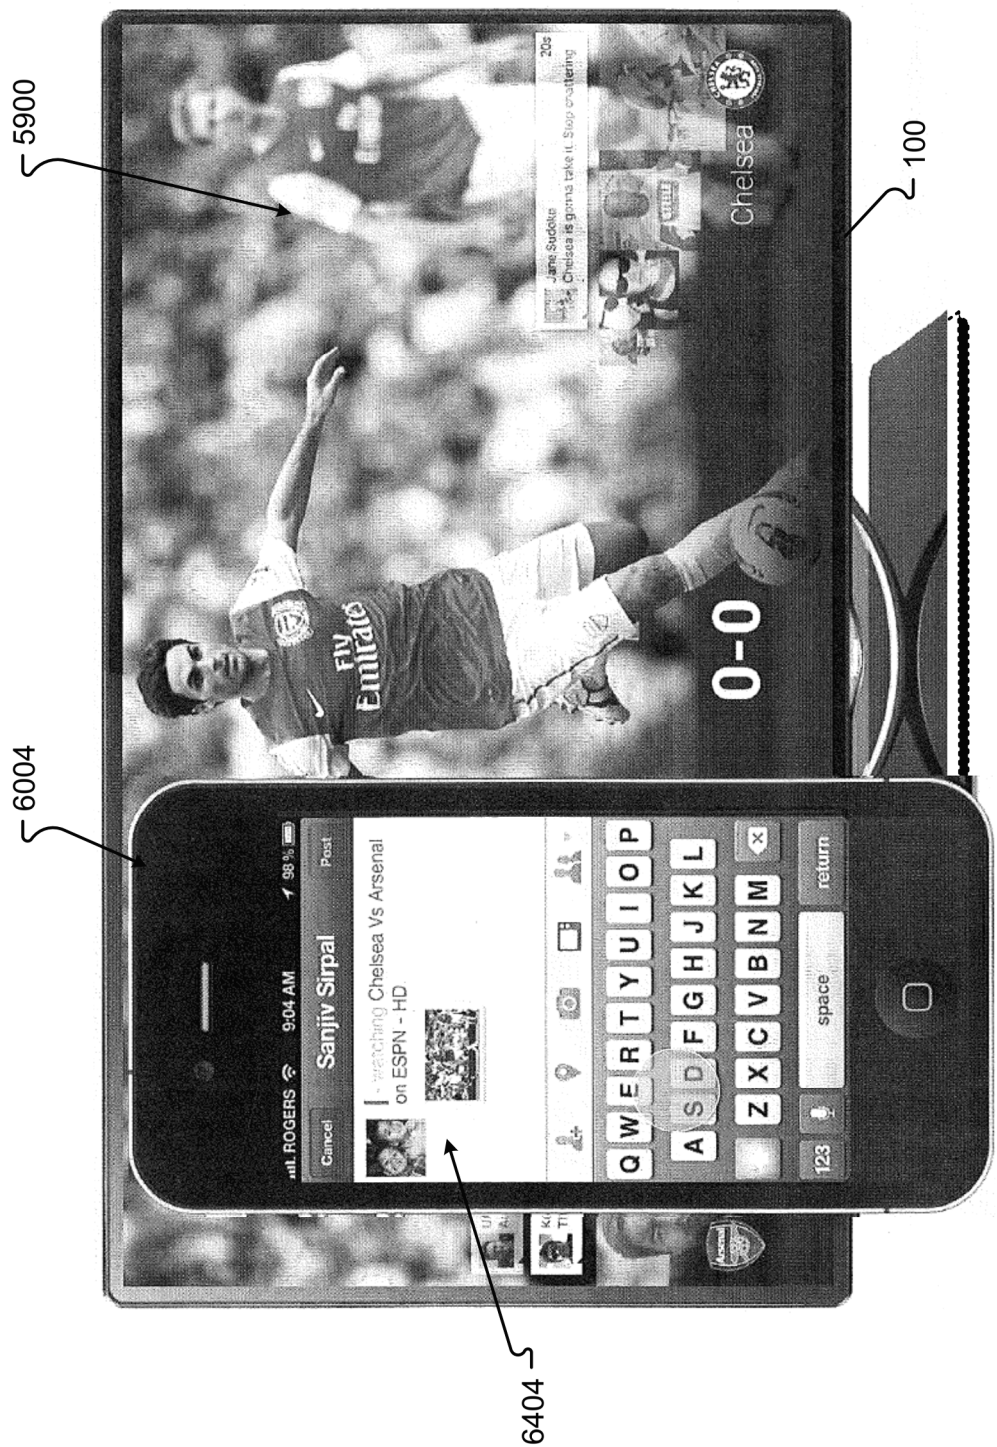 5900
6004
100
6404
ROGERS
9:04 AM
98%
Cancel
Sanjiv Sirpal
Post
watching Chelsea Vs Arsenal
on ESPN - HD.
Q W E R T Y U I O P
A S D F G H J K L
Z X C V B N M
123
space
return
Fly
Emirates
Jane Sudoku
20s
Chelsea is gonna take it. Stop chattering
0-0
Chelsea
CHELSEA
Arsenal